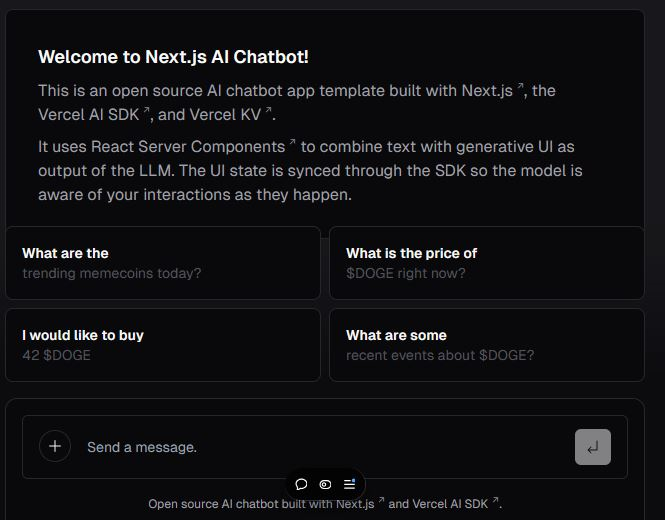 Welcome to Next.js AI Chatbot!
This is an open source AI chatbot app template built with Next.js ↗, the
Vercel AI SDK ↗, and Vercel KV ↗.
It uses React Server Components ↗ to combine text with generative UI as
output of the LLM. The UI state is synced through the SDK so the model is
aware of your interactions as they happen.
What are the
trending memecoins today?
What is the price of
$DOGE right now?
I would like to buy
42 $DOGE
What are some
recent events about $DOGE?
Send a message.
Open source AI chatbot built with Next.js ↗ and Vercel AI SDK ↗.